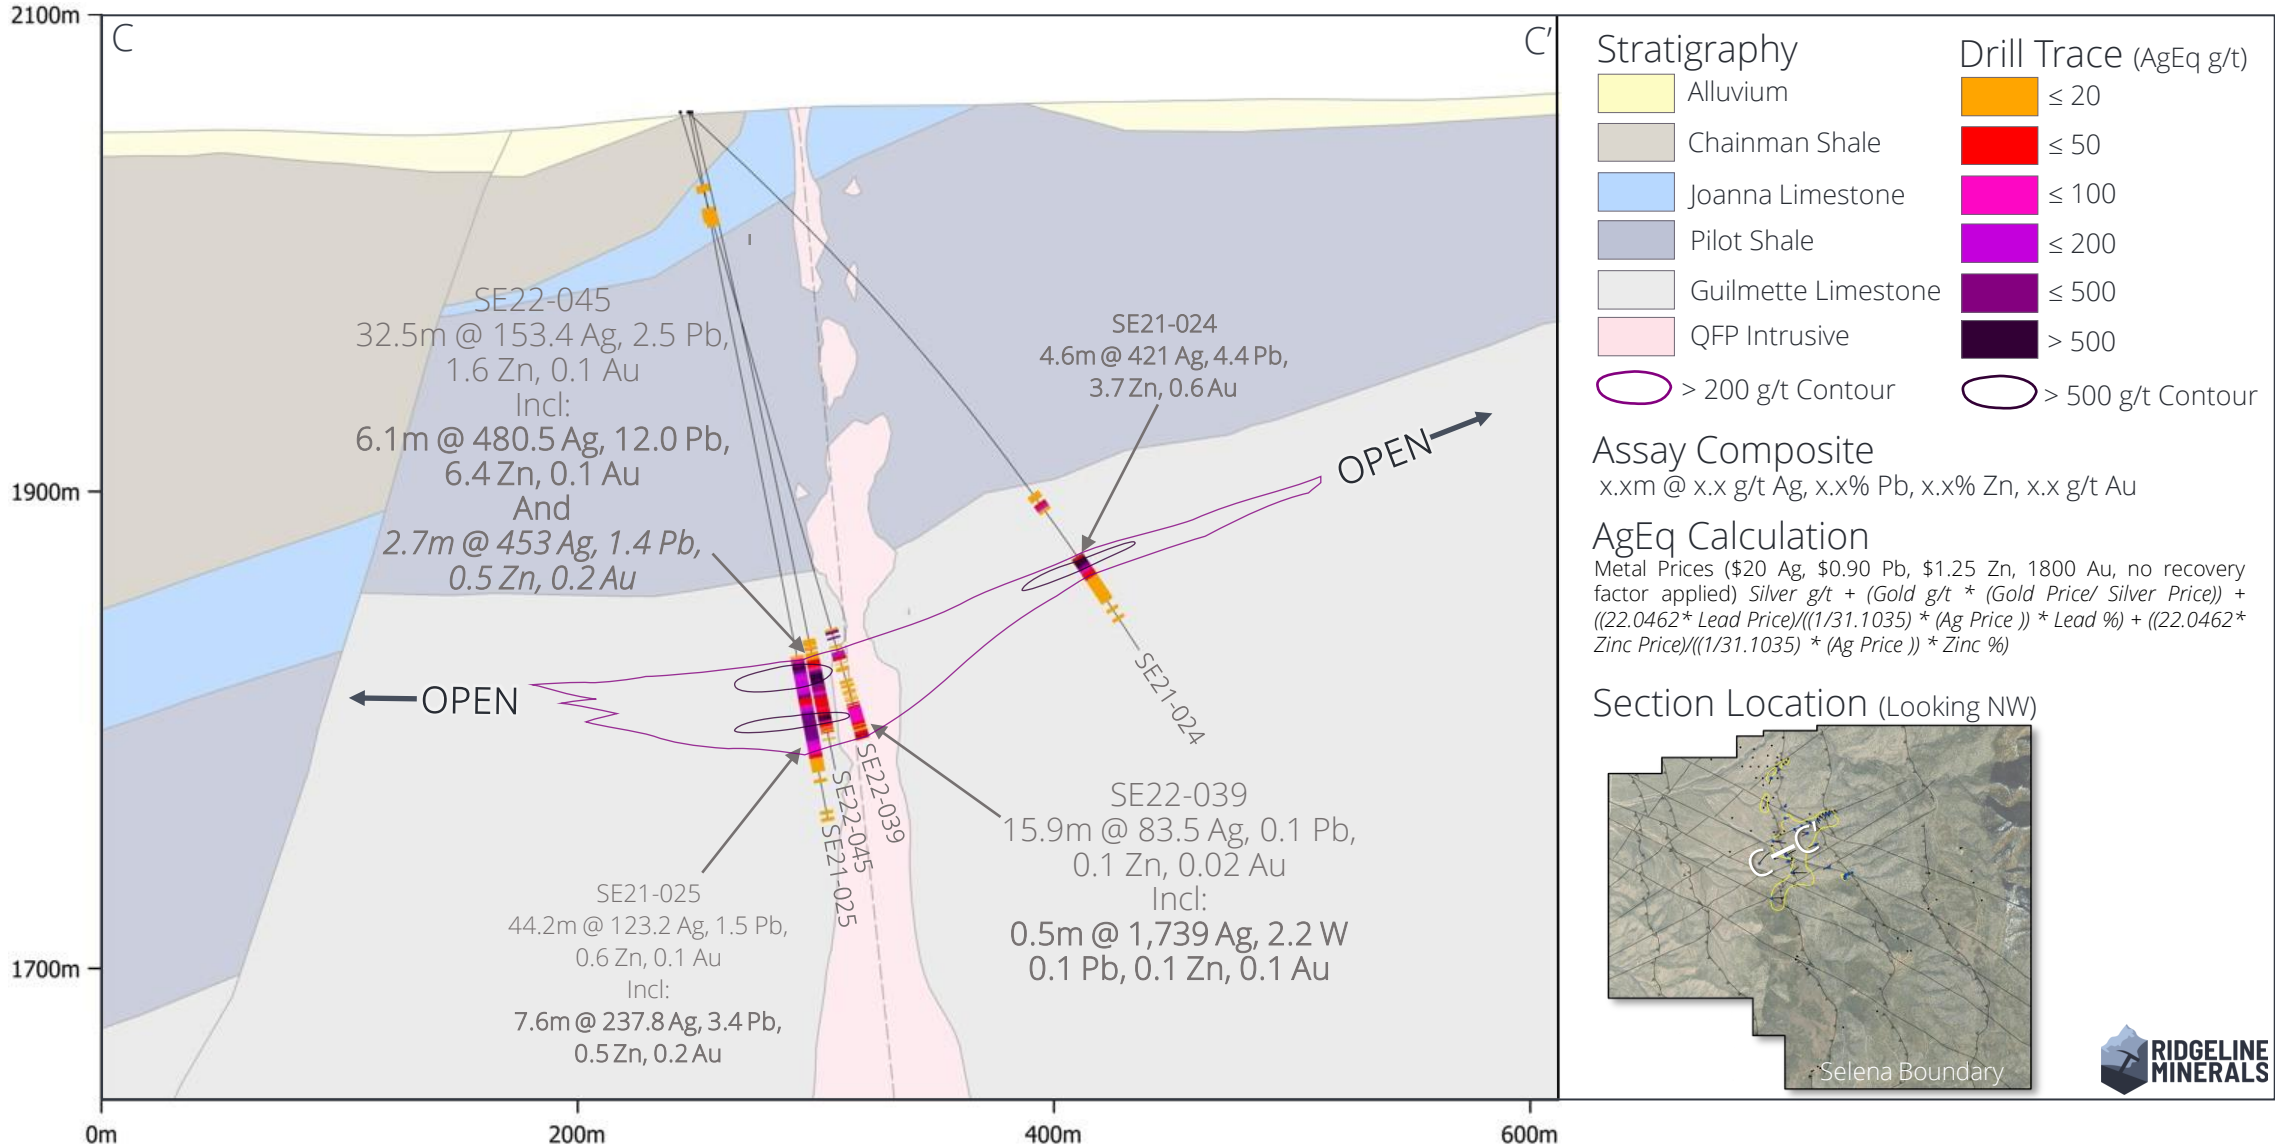 2100m
1900m
1700m
0m
200m
400m
600m
C
C'
SE22-045
32.5m @ 153.4 Ag, 2.5 Pb,
1.6 Zn, 0.1 Au
Incl:
6.1m @ 480.5 Ag, 12.0 Pb,
6.4 Zn, 0.1 Au
And
2.7m @ 453 Ag, 1.4 Pb,
0.5 Zn, 0.2 Au
SE21-024
4.6m @ 421 Ag, 4.4 Pb,
3.7 Zn, 0.6 Au
OPEN
OPEN
SE21-024
SE22-039
SE22-045
SE21-025
SE21-025
44.2m @ 123.2 Ag, 1.5 Pb,
0.6 Zn, 0.1 Au
Incl:
7.6m @ 237.8 Ag, 3.4 Pb,
0.5 Zn, 0.2 Au
SE22-039
15.9m @ 83.5 Ag, 0.1 Pb,
0.1 Zn, 0.02 Au
Incl:
0.5m @ 1,739 Ag, 2.2 W
0.1 Pb, 0.1 Zn, 0.1 Au
Stratigraphy
Alluvium
Chainman Shale
Joanna Limestone
Pilot Shale
Guilmette Limestone
QFP Intrusive
> 200 g/t Contour
Drill Trace (AgEq g/t)
≤ 20
≤ 50
≤ 100
≤ 200
≤ 500
> 500
> 500 g/t Contour
Assay Composite
x.xm @ x.x g/t Ag, x.x% Pb, x.x% Zn, x.x g/t Au
AgEq Calculation
Metal Prices ($20 Ag, $0.90 Pb, $1.25 Zn, 1800 Au, no recovery
factor applied) Silver g/t + (Gold g/t * (Gold Price/ Silver Price)) +
((22.0462* Lead Price)/((1/31.1035) * (Ag Price )) * Lead %) + ((22.0462*
Zinc Price)/((1/31.1035) * (Ag Price )) * Zinc %)
Section Location (Looking NW)
C
C'
Selena Boundary
RIDGELINE
MINERALS